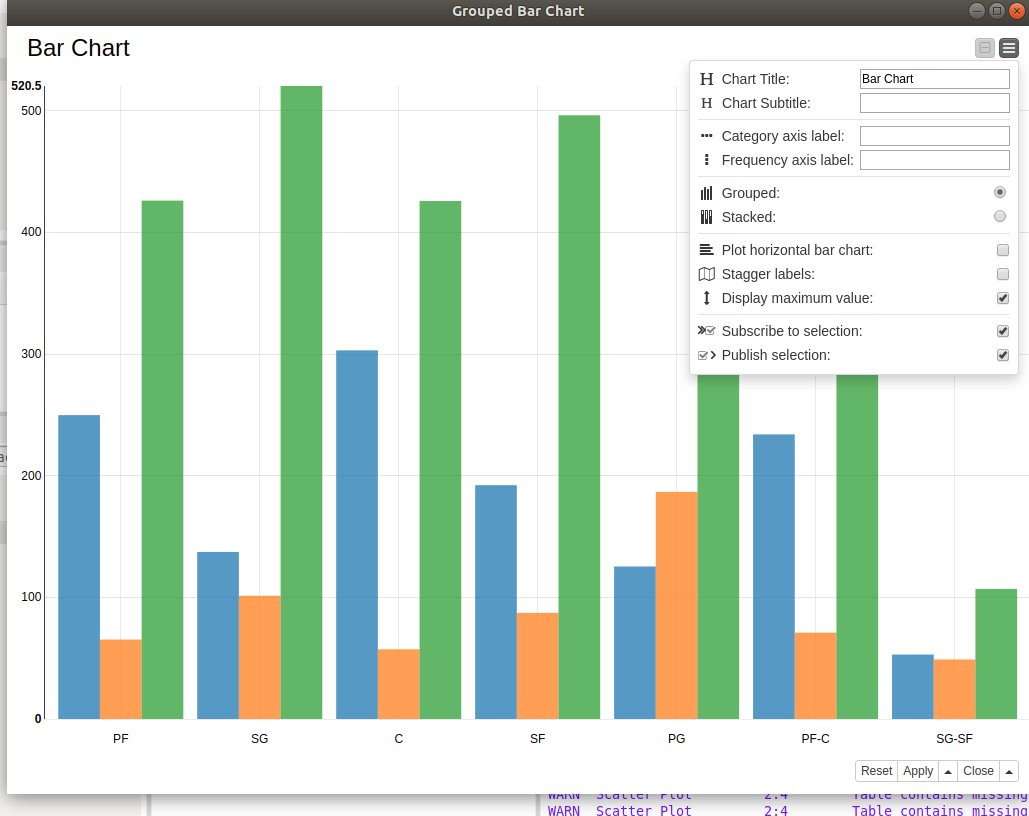 Grouped Bar Chart
Bar Chart
Chart Title: Bar Chart
Chart Subtitle:
Category axis label:
Frequency axis label:
Grouped:
Stacked:
Plot horizontal bar chart:
Stagger labels:
Display maximum value:
Subscribe to selection:
Publish selection:
520.5
500
400
300
200
100
0
PF SG C SF PG PF-C SG-SF
Reset Apply Close
WARN Scatter Plot 2:4 Table contains missing
WARN Scatter Plot 2:4 Table contains missing